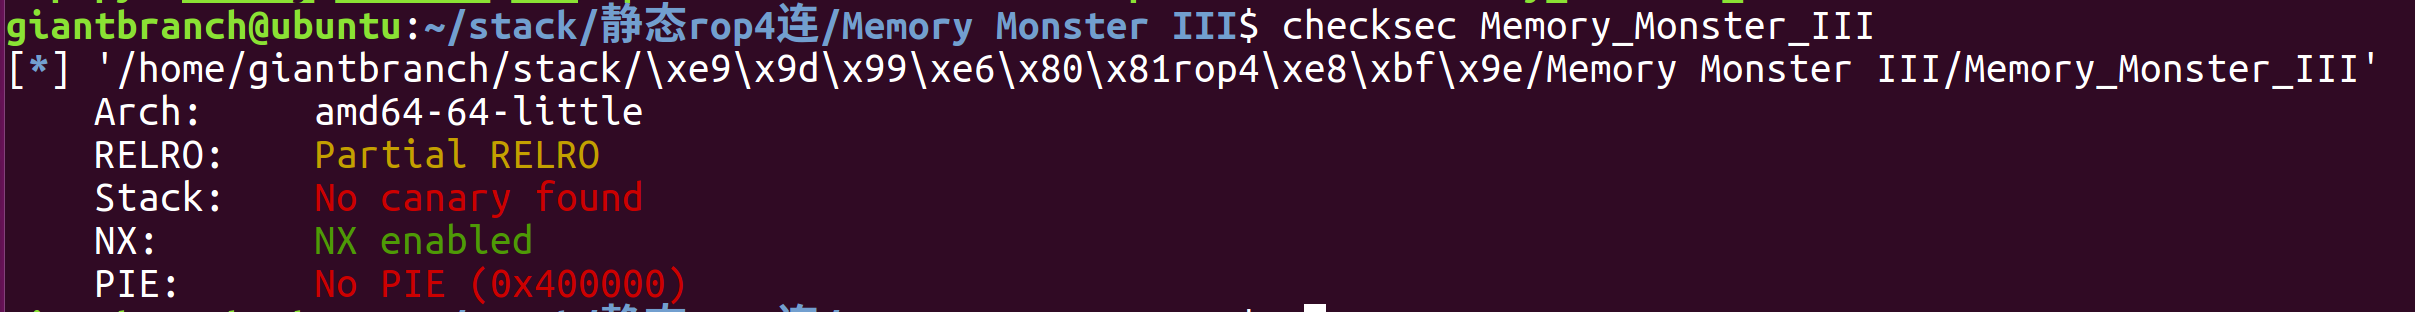 giantbranch@ubuntu:~/stack/静态rop4连/Memory Monster III$ checksec Memory_Monster_III
[*] '/home/giantbranch/stack/\xe9\x9d\x99\xe6\x80\x81rop4\xe8\xbf\x9e/Memory Monster III/Memory_Monster_III'
    Arch:     amd64-64-little
    RELRO:    Partial RELRO
    Stack:    No canary found
    NX:       NX enabled
    PIE:      No PIE (0x400000)